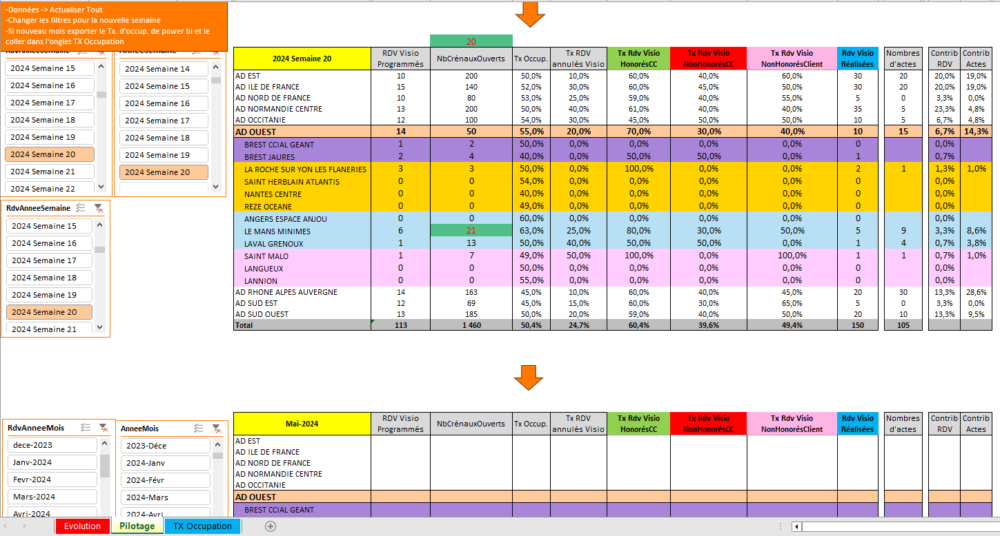 -Données -> Actualiser Tout
-Changer les filtres pour la nouvelle semaine
-Si nouveau mois exporter le Tx. d'occup. de power bi et le
coller dans l'onglet TX Occupation
2024 Semaine 15
2024 Semaine 16
2024 Semaine 17
2024 Semaine 18
2024 Semaine 19
2024 Semaine 20
2024 Semaine 21
2024 Semaine 22
2024 Semaine 14
2024 Semaine 15
2024 Semaine 16
2024 Semaine 17
2024 Semaine 18
2024 Semaine 19
2024 Semaine 20
RdvAnneeSemaine
2024 Semaine 15
2024 Semaine 16
2024 Semaine 17
2024 Semaine 18
2024 Semaine 19
2024 Semaine 20
2024 Semaine 21
20
2024 Semaine 20 RDV Visio Programmés NbCrénauxOuverts Tx Occup. Tx RDV annulés Visio Tx Rdv Visio HonorésCC Tx Rdv Visio NonHonorésCC Tx Rdv Visio NonHonorésClient Rdv Visio Réalisées Nombres d'actes Contrib RDV Contrib Actes
AD EST 10 200 50,0% 10,0% 60,0% 40,0% 60,0% 30 20 20,0% 19,0%
AD ILE DE FRANCE 15 140 52,0% 30,0% 60,0% 45,0% 50,0% 30 20 20,0% 19,0%
AD NORD DE FRANCE 10 80 53,0% 25,0% 59,0% 40,0% 55,0% 5 0 3,3% 0,0%
AD NORMANDIE CENTRE 13 200 50,0% 40,0% 61,0% 40,0% 40,0% 35 5 23,3% 4,8%
AD OCCITANIE 12 100 54,0% 30,0% 45,0% 50,0% 50,0% 10 5 6,7% 4,8%
AD OUEST 14 50 55,0% 20,0% 70,0% 30,0% 40,0% 10 15 6,7% 14,3%
BREST CCIAL GEANT 1 2 50,0% 0,0% 0,0% 0,0% 0,0% 0 0,0%
BREST JAURES 2 4 40,0% 0,0% 50,0% 50,0% 0,0% 1 0,7%
LA ROCHE SUR YON LES FLANERIES 3 3 50,0% 0,0% 100,0% 0,0% 0,0% 2 1 1,3% 1,0%
SAINT HERBLAIN ATLANTIS 0 0 54,0% 0,0% 0,0% 0,0% 0,0% 0 0,0%
NANTES CENTRE 0 0 40,0% 0,0% 0,0% 0,0% 0,0% 0 0,0%
REZE OCEANE 0 0 49,0% 0,0% 0,0% 0,0% 0,0% 0 0,0%
ANGERS ESPACE ANJOU 0 0 60,0% 0,0% 0,0% 0,0% 0,0% 0 0,0%
LE MANS MINIMES 6 21 63,0% 25,0% 80,0% 30,0% 50,0% 5 9 3,3% 8,6%
LAVAL GRENOUX 1 13 50,0% 40,0% 50,0% 50,0% 0,0% 1 4 0,7% 3,8%
SAINT MALO 1 7 49,0% 50,0% 100,0% 0,0% 100,0% 1 1 0,7% 1,0%
LANGUEUX 0 0 50,0% 0,0% 0,0% 0,0% 0,0% 0 0,0%
LANNION 0 0 55,0% 0,0% 0,0% 0,0% 0,0% 0 0,0%
AD RHONE ALPES AUVERGNE 14 163 45,0% 10,0% 60,0% 40,0% 45,0% 20 30 13,3% 28,6%
AD SUD EST 12 69 45,0% 15,0% 60,0% 30,0% 65,0% 5 0 3,3% 0,0%
AD SUD OUEST 13 185 50,0% 20,0% 59,0% 40,0% 50,0% 20 10 13,3% 9,5%
Total 113 1 460 50,4% 24,7% 60,4% 39,6% 49,4% 150 105
RdvAnneeMois
dece-2023
Janv-2024
Fevr-2024
Mars-2024
Avri-2024
AnneeMois
2023-Déce
2024-Janv
2024-Févr
2024-Mars
2024-Avri
Mai-2024 RDV Visio Programmés NbCrénauxOuverts Tx Occup. Tx RDV annulés Visio Tx Rdv Visio HonorésCC Tx Rdv Visio NonHonorésCC Tx Rdv Visio NonHonorésClient Rdv Visio Réalisées Nombres d'actes Contrib RDV Contrib Actes
AD EST
AD ILE DE FRANCE
AD NORD DE FRANCE
AD NORMANDIE CENTRE
AD OCCITANIE
AD OUEST
BREST CCIAL GEANT
Evolution Pilotage TX Occupation